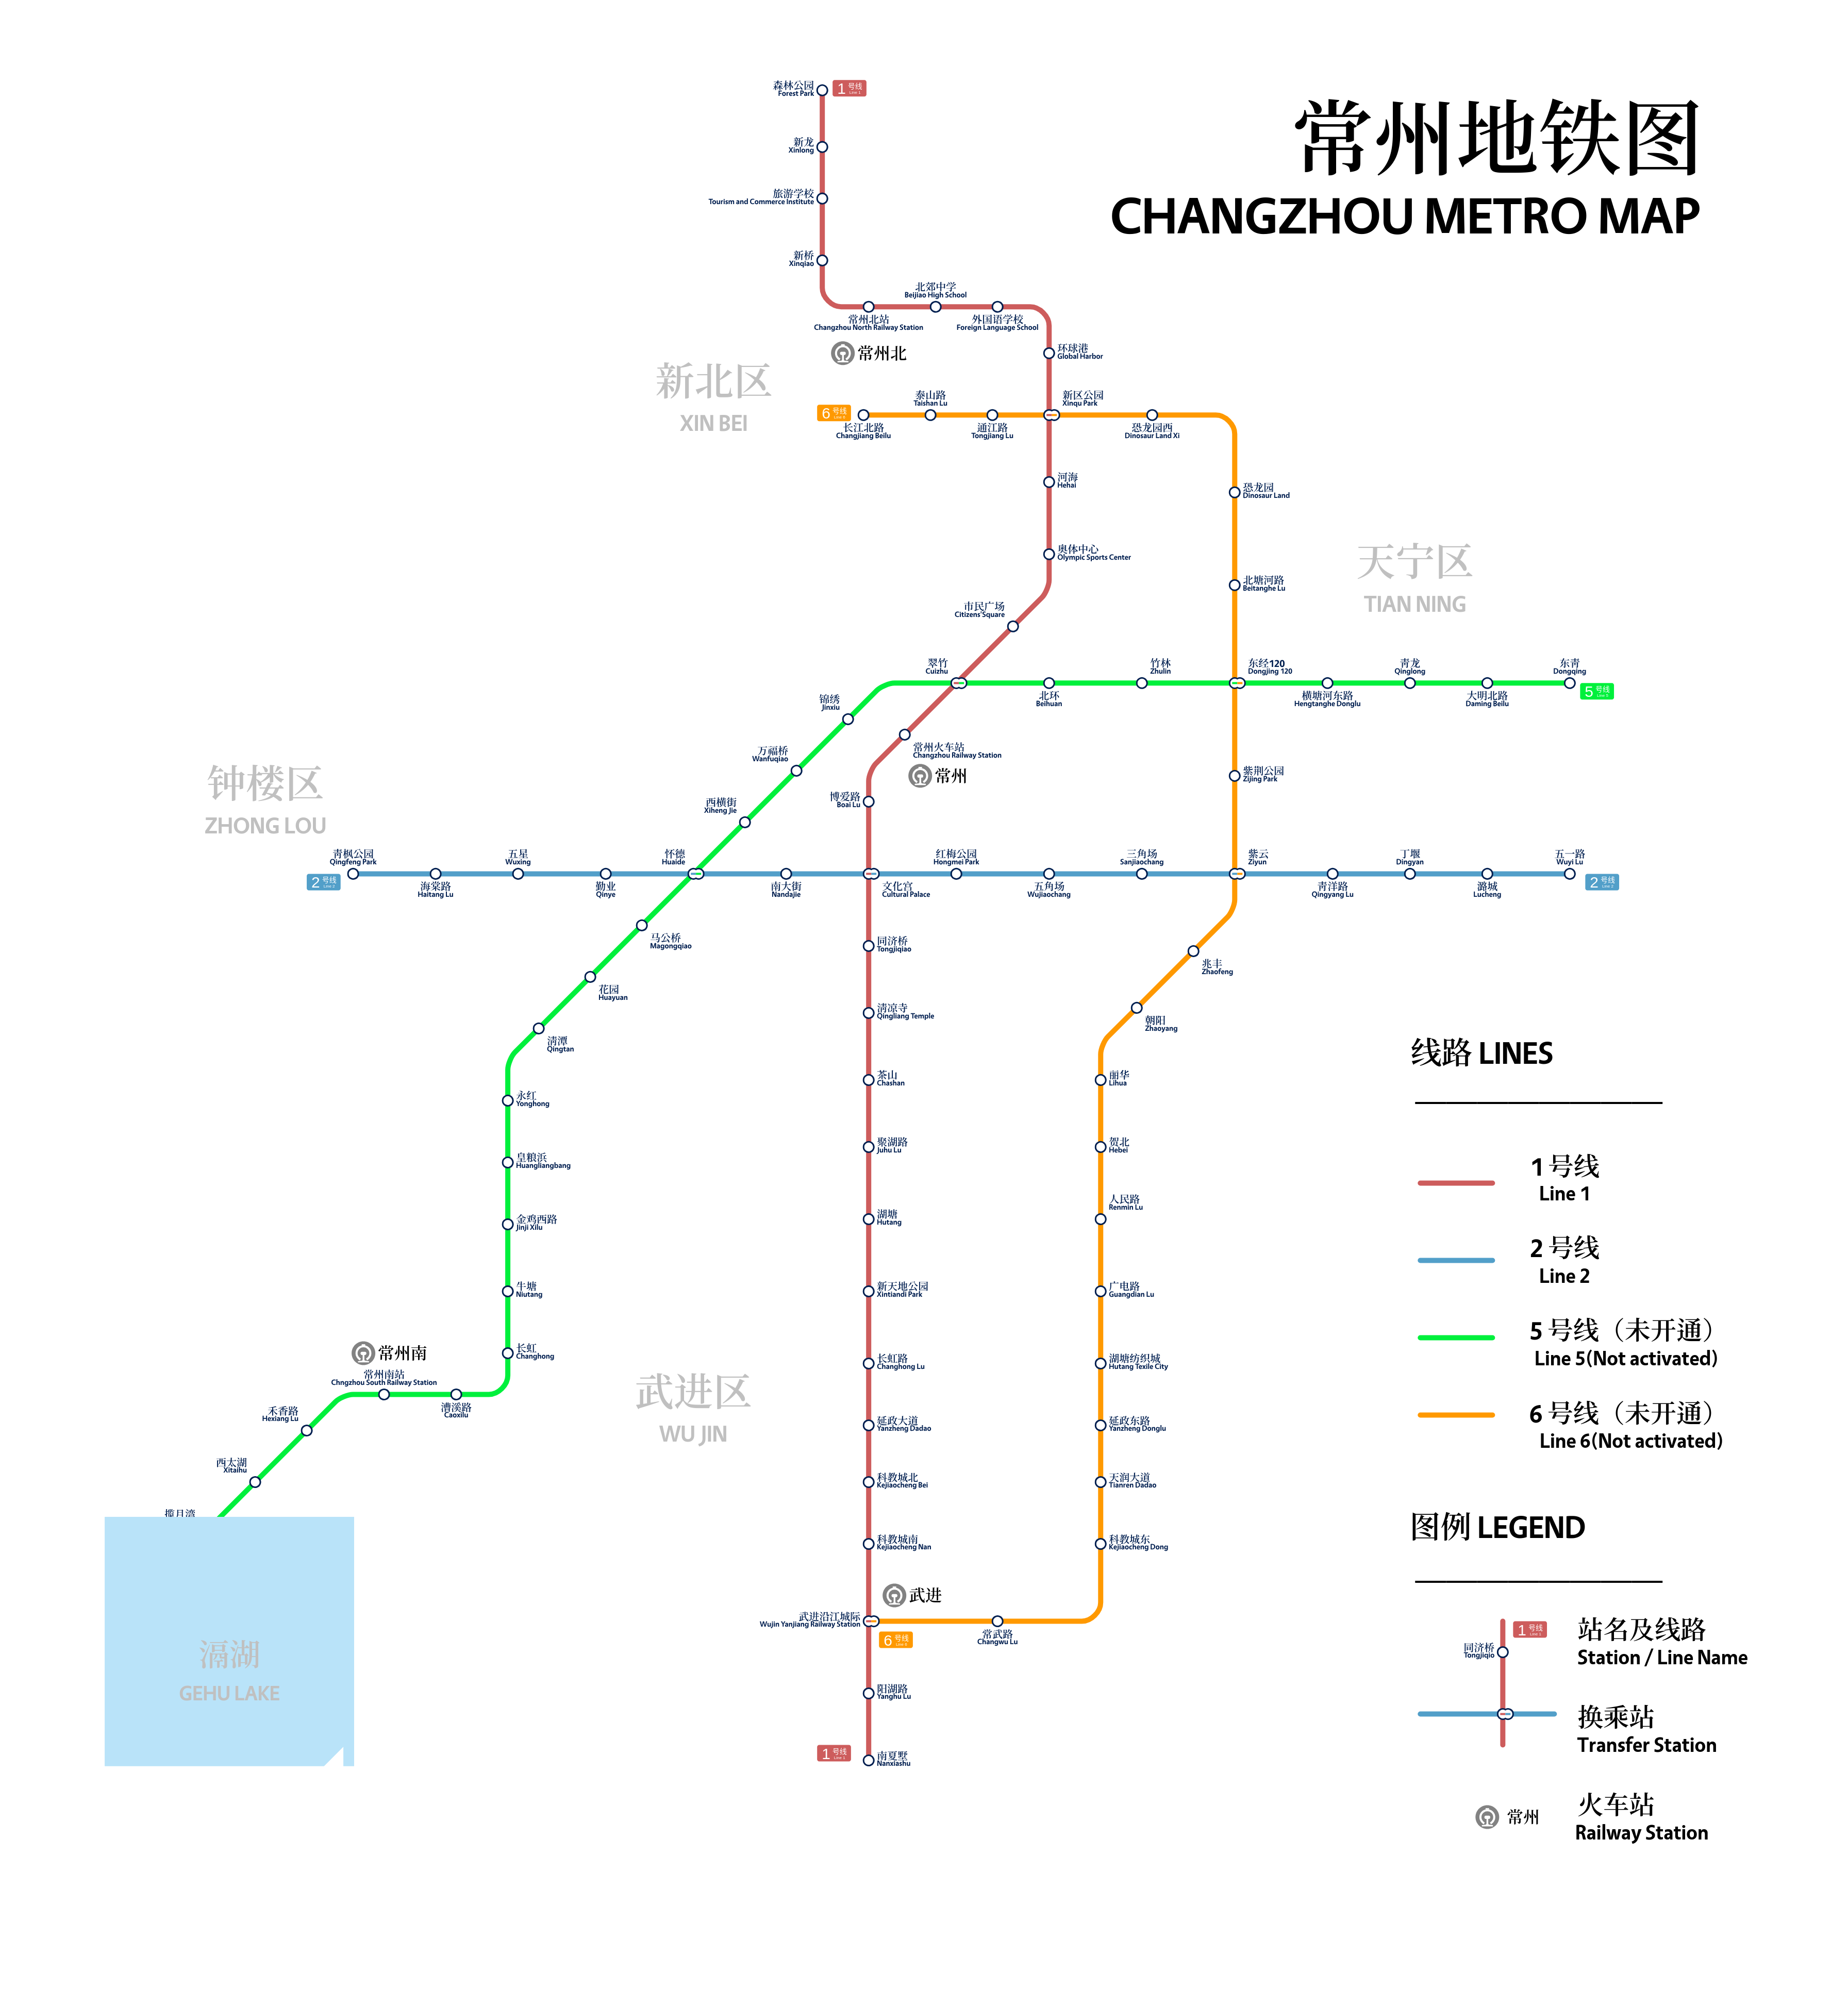 常州地铁图
CHANGZHOU METRO MAP
森林公园
Forest Park
1 号线
Line 1
新龙
Xinlong
旅游学校
Tourism and Commerce Institute
新桥
Xinqiao
北郊中学
Beijiao High School
常州北站
Changzhou North Railway Station
外国语学校
Foreign Language School
常州北
环球港
Global Harbor
新北区
XIN BEI
6 号线
Line 6
长江北路
Changjiang Beilu
泰山路
Taishan Lu
通江路
Tongjiang Lu
新区公园
Xinqu Park
恐龙园西
Dinosaur Land Xi
河海
Hehai
恐龙园
Dinosaur Land
奥体中心
Olympic Sports Center
天宁区
TIAN NING
北塘河路
Beitanghe Lu
市民广场
Citizens'Square
翠竹
Cuizhu
北环
Beihuan
竹林
Zhulin
东经120
Dongjing 120
横塘河东路
Hengtanghe Donglu
青龙
Qinglong
大明北路
Daming Beilu
东青
Dongqing
5 号线
Line 5
锦绣
Jinxiu
常州火车站
Changzhou Railway Station
常州
万福桥
Wanfuqiao
紫荆公园
Zijing Park
钟楼区
ZHONG LOU
西横街
Xiheng Jie
博爱路
Boai Lu
青枫公园
Qingfeng Park
2 号线
Line 2
海棠路
Haitang Lu
五星
Wuxing
勤业
Qinye
怀德
Huaide
南大街
Nandajie
文化宫
Cultural Palace
红梅公园
Hongmei Park
五角场
Wujiaochang
三角场
Sanjiaochang
紫云
Ziyun
青洋路
Qingyang Lu
丁堰
Dingyan
潞城
Lucheng
五一路
Wuyi Lu
2 号线
Line 2
马公桥
Magongqiao
同济桥
Tongjiqiao
兆丰
Zhaofeng
花园
Huayuan
清凉寺
Qingliang Temple
朝阳
Zhaoyang
清潭
Qingtan
茶山
Chashan
丽华
Lihua
永红
Yonghong
聚湖路
Juhu Lu
贺北
Hebei
皇粮浜
Huangliangbang
湖塘
Hutang
人民路
Renmin Lu
金鸡西路
Jinji Xilu
新天地公园
Xintiandi Park
广电路
Guangdian Lu
牛塘
Niutang
长虹
Changhong
长虹路
Changhong Lu
湖塘纺织城
Hutang Texile City
常州南
常州南站
Chngzhou South Railway Station
漕溪路
Caoxilu
武进区
WU JIN
禾香路
Hexiang Lu
延政大道
Yanzheng Dadao
延政东路
Yanzheng Donglu
西太湖
Xitaihu
科教城北
Kejiaocheng Bei
天润大道
Tianren Dadao
揽月湾
科教城南
Kejiaocheng Nan
科教城东
Kejiaocheng Dong
武进
武进沿江城际
Wujin Yanjiang Railway Station
6 号线
Line 6
常武路
Changwu Lu
滆湖
GEHU LAKE
阳湖路
Yanghu Lu
1 号线
Line 1
南夏墅
Nanxiashu
线路 LINES
1 号线
Line 1
2 号线
Line 2
5 号线（未开通）
Line 5(Not activated)
6 号线（未开通）
Line 6(Not activated)
图例 LEGEND
1 号线
Line 1
同济桥
Tongjiqio
站名及线路
Station / Line Name
换乘站
Transfer Station
常州
火车站
Railway Station